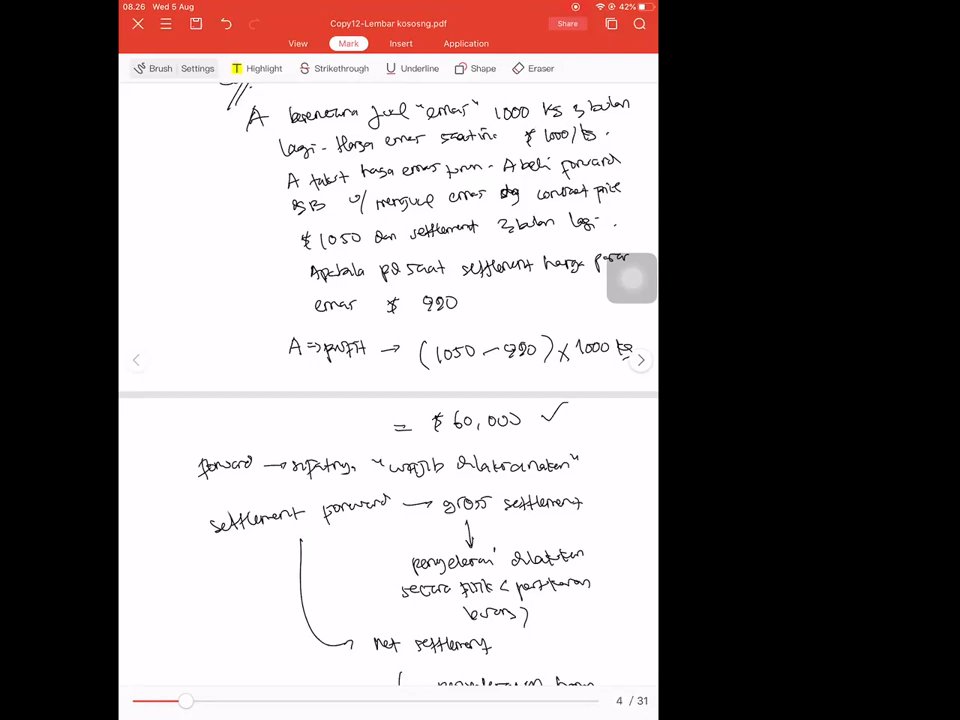 08.26 Wed 5 Aug
42%
Copy12-Lembar kososng.pdf
Share
View Mark Insert Application
Brush Settings Highlight Strikethrough Underline Shape Eraser
A berencana jual "emas" 1000 kg 3 bulan
lagi. Harga emas saat ini $ 1000/kg.
A takut harga emas turun. A beli forward
B u/ menjual emas dg contract price
$ 1050 dan settlement 3 bulan lagi.
Apabila pd saat settlement harga pasar
emas $ 990
A => profit → (1050 - 990) x 1000 kg
= $ 60,000 ✓
forward → sifatnya "wajib dilaksanakan"
settlement forward → gross settlement
penyelesai dilakukan
secara fisik < pertukaran
barang)
net settlement
4 / 31